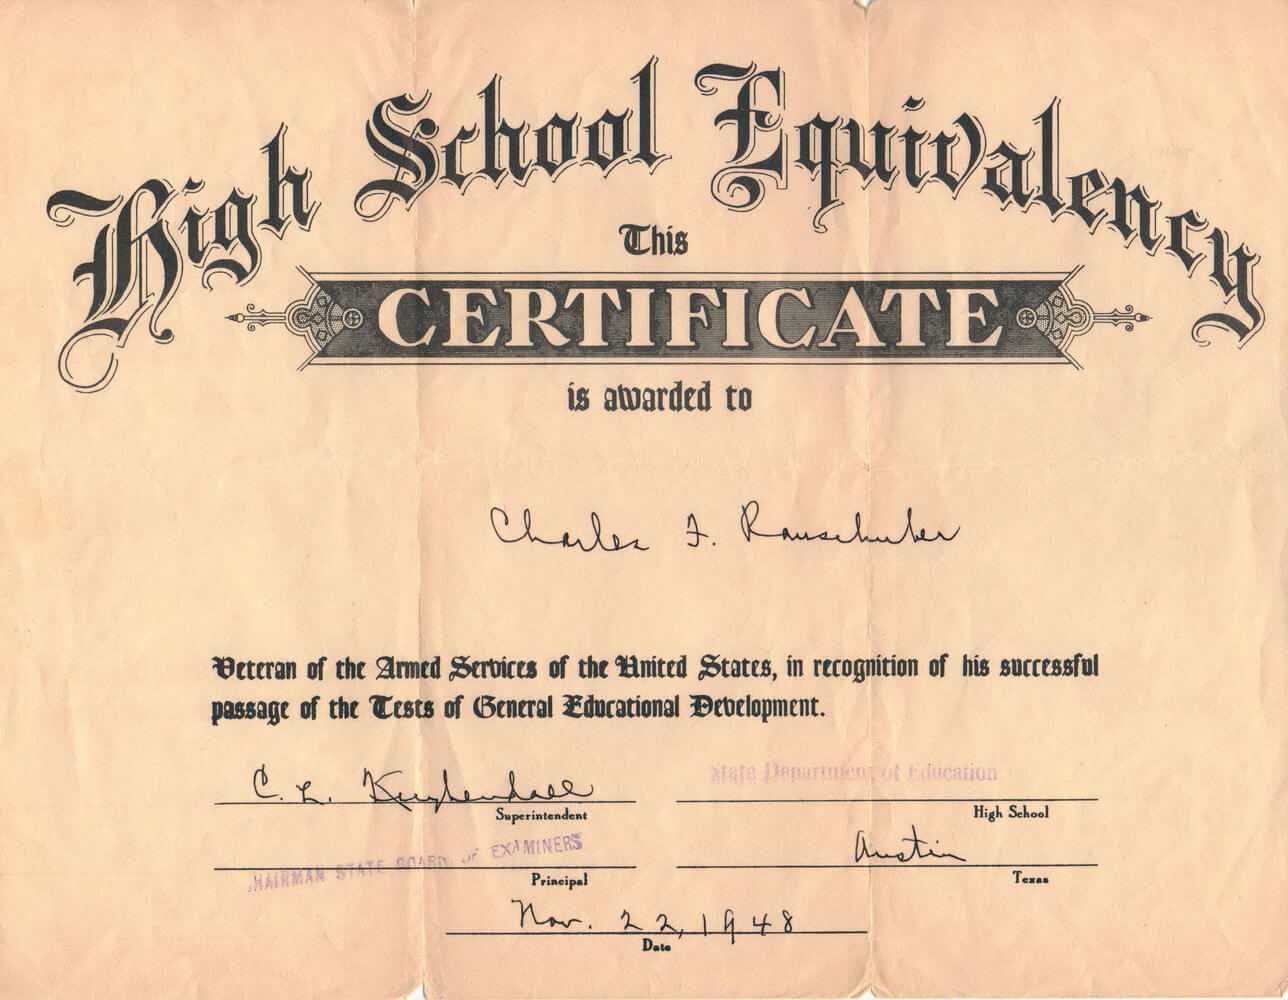 High School Equivalency
This
CERTIFICATE
is awarded to
Charles F. Rauschuber
Veteran of the Armed Services of the United States, in recognition of his successful
passage of the Tests of General Educational Development.
C. L. Kuykendall
Superintendent
State Department of Education
High School
CHAIRMAN STATE BOARD OF EXAMINERS
Principal
Austin
Texas
Nov. 22, 1948
Date